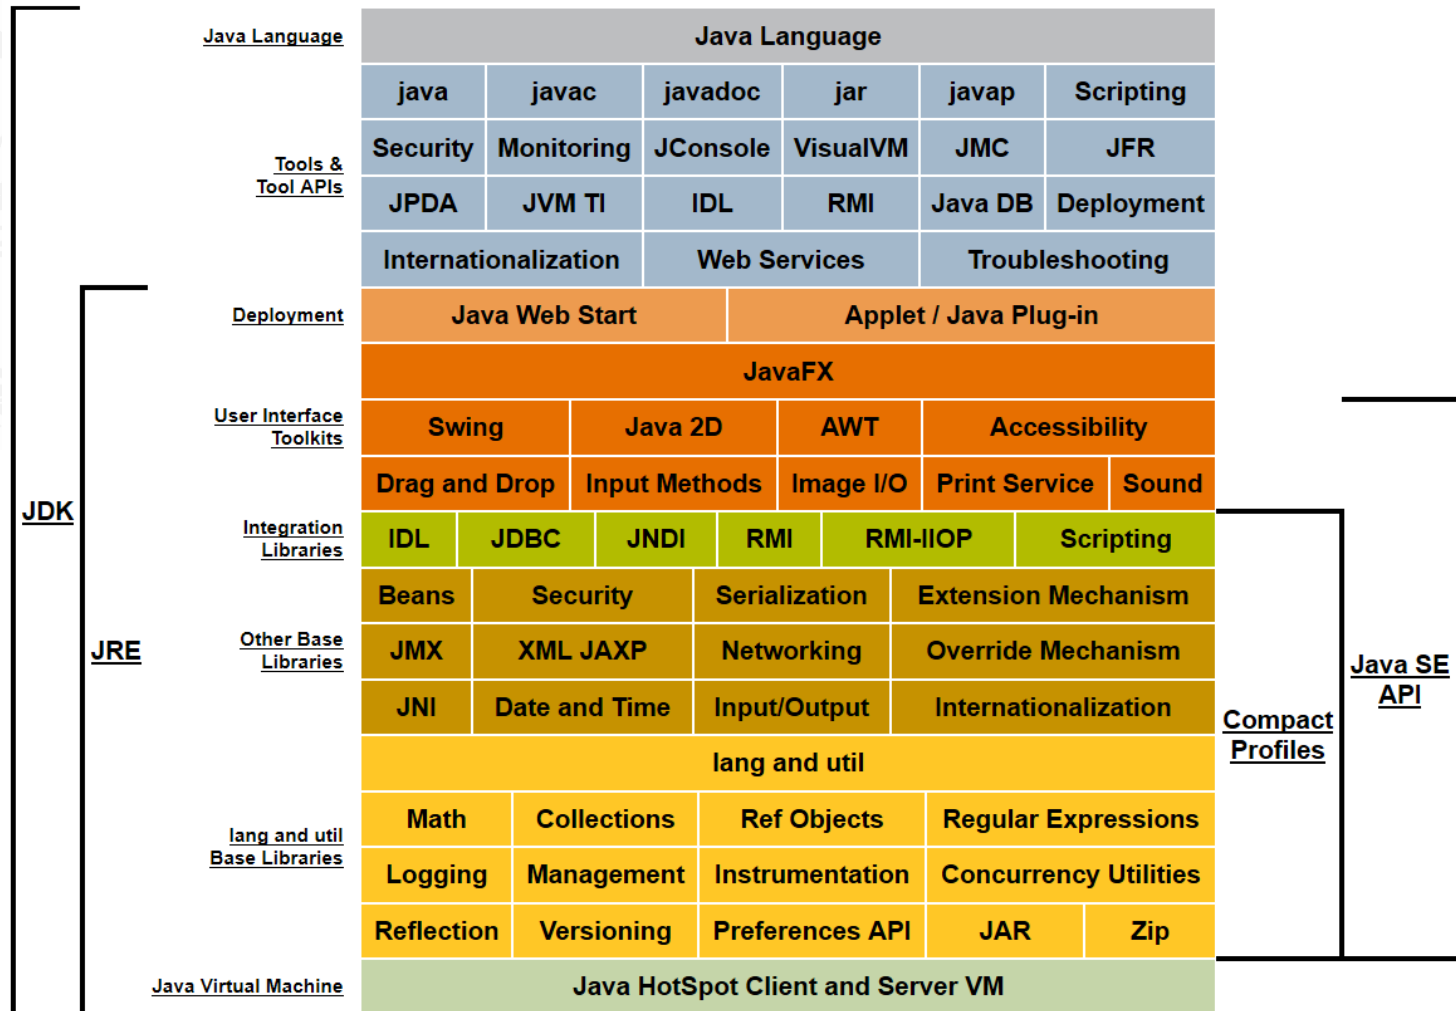 Java Language
Java Language
java javac javadoc jar javap Scripting
Security Monitoring JConsole VisualVM JMC JFR
Tools &
Tool APIs
JPDA JVM TI IDL RMI Java DB Deployment
Internationalization Web Services Troubleshooting
Deployment
Java Web Start Applet / Java Plug-in
JavaFX
User Interface
Toolkits
Swing Java 2D AWT Accessibility
Drag and Drop Input Methods Image I/O Print Service Sound
JDK
Integration
Libraries
IDL JDBC JNDI RMI RMI-IIOP Scripting
Beans Security Serialization Extension Mechanism
JRE
Other Base
Libraries
JMX XML JAXP Networking Override Mechanism
Java SE
API
JNI Date and Time Input/Output Internationalization
Compact
Profiles
lang and util
lang and util
Base Libraries
Math Collections Ref Objects Regular Expressions
Logging Management Instrumentation Concurrency Utilities
Reflection Versioning Preferences API JAR Zip
Java Virtual Machine
Java HotSpot Client and Server VM